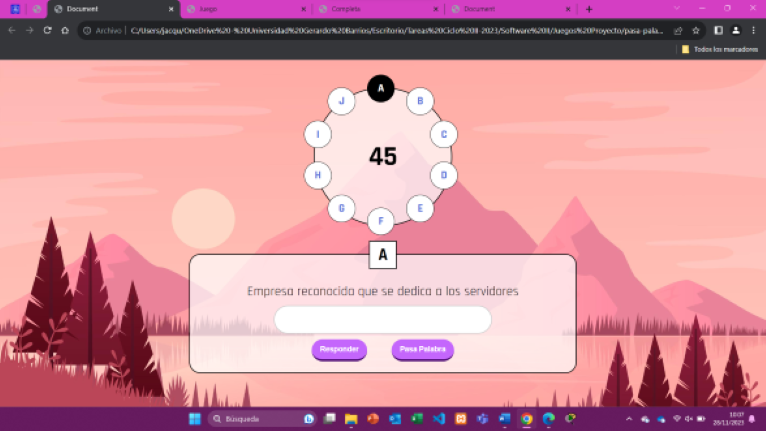 Document
Juego
Completa
Document
Archivo
C:/Users/jacqu/OneDrive%20-%20Universidad%20Gerardo%20Barrios/Escritorio/Tareas%20Ciclo%20II-2023/Software%20II/Juegos%20Proyecto/pasa-pala...
Todos los marcadores
A
J
B
I
C
45
H
D
G
E
F
A
Empresa reconocida que se dedica a los servidores
Responder
Pasa Palabra
Búsqueda
10:07
28/11/2023